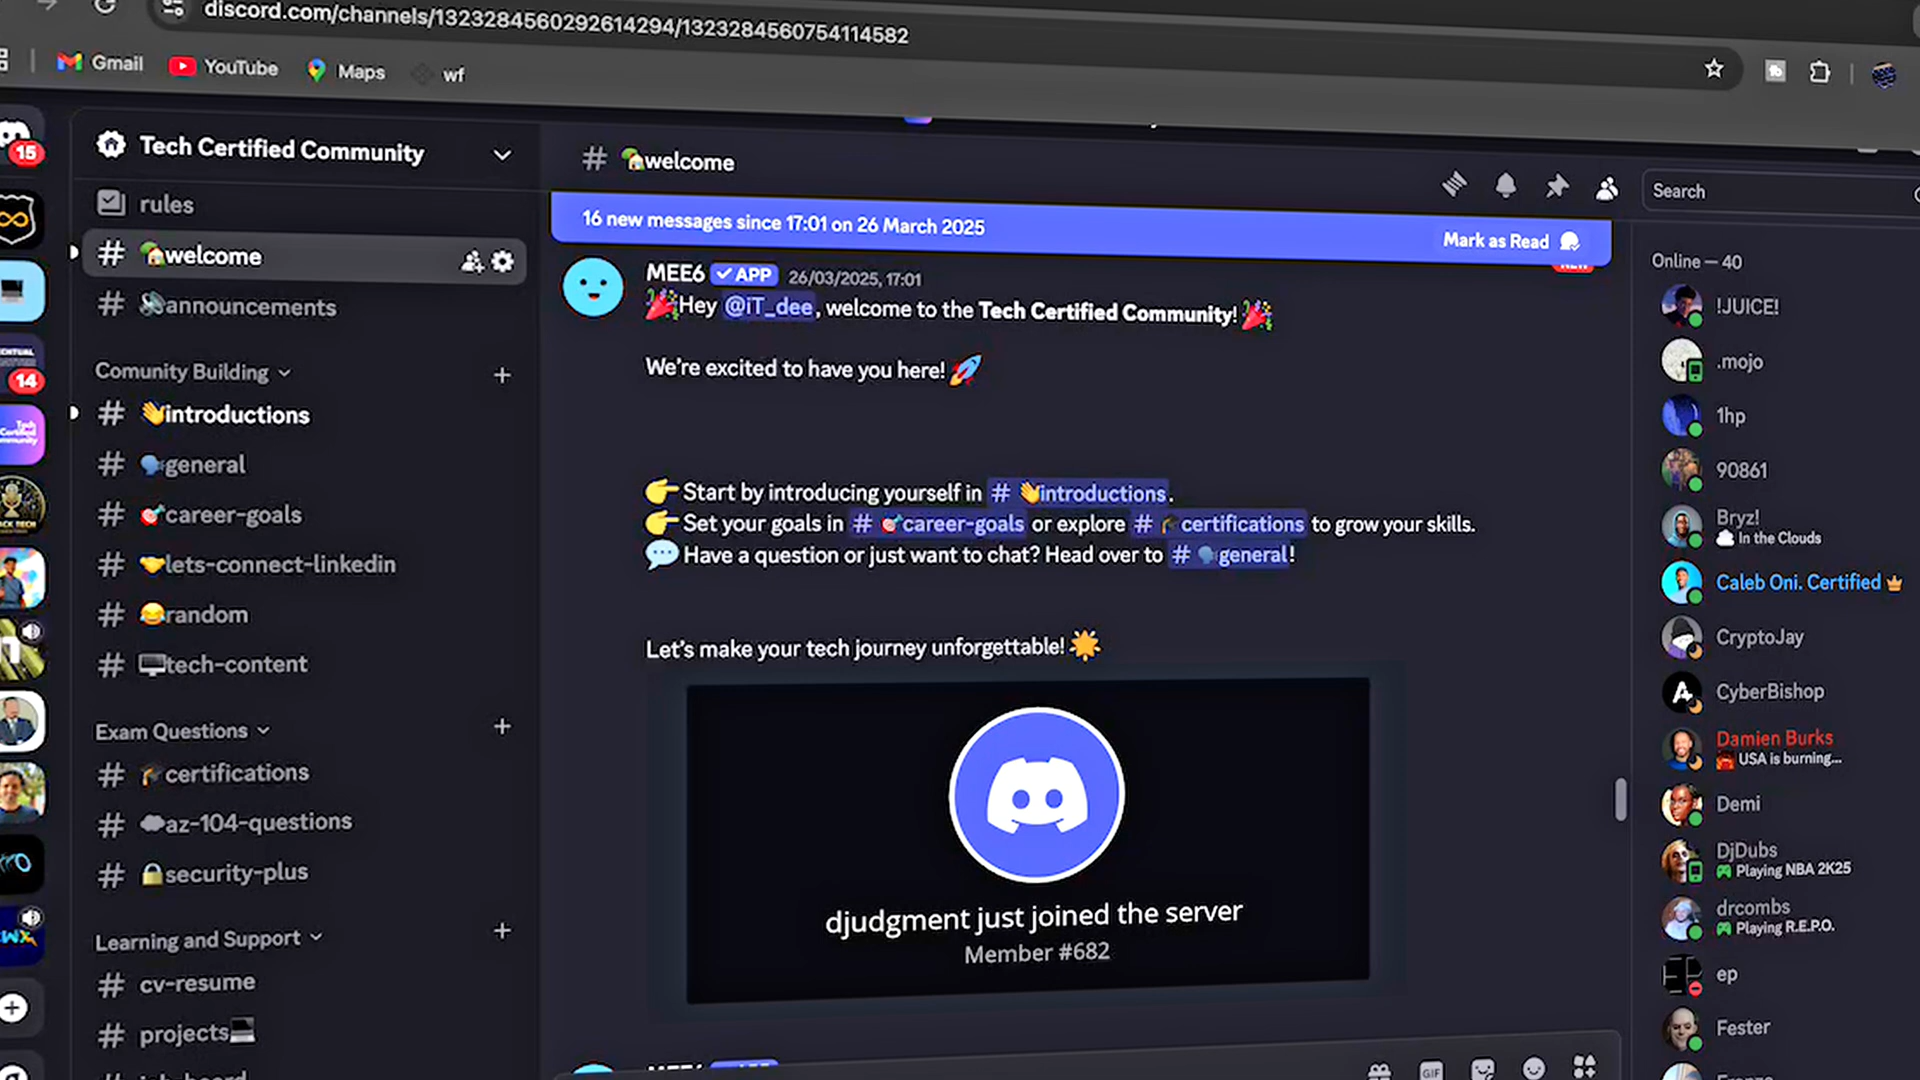 discord.com/channels/1323284560292614294/1323284560754114582
Gmail
YouTube
Maps
wf
15
14
Tech Certified Community
Tech Certified Community
rules
# welcome
# announcements
Comunity Building
# introductions
# general
# career-goals
# lets-connect-linkedin
# random
# tech-content
Exam Questions
# certifications
# az-104-questions
# security-plus
Learning and Support
# cv-resume
# projects
# welcome
16 new messages since 17:01 on 26 March 2025
Mark as Read
MEE6 ✓ APP 26/03/2025, 17:01
🎉Hey @iT_dee, welcome to the Tech Certified Community!🎉
We're excited to have you here!🚀
👉Start by introducing yourself in # 👋introductions.
👉Set your goals in # 🎯career-goals or explore # 🎓certifications to grow your skills.
💬Have a question or just want to chat? Head over to # 🗣general!
Let's make your tech journey unforgettable!🌟
djudgment just joined the server
Member #682
GIF
Search
Online — 40
!JUICE!
.mojo
1hp
90861
Bryz!
In the Clouds
Caleb Oni. Certified
CryptoJay
CyberBishop
Damien Burks
USA is burning...
Demi
DjDubs
Playing NBA 2K25
drcombs
Playing R.E.P.O.
ep
Fester